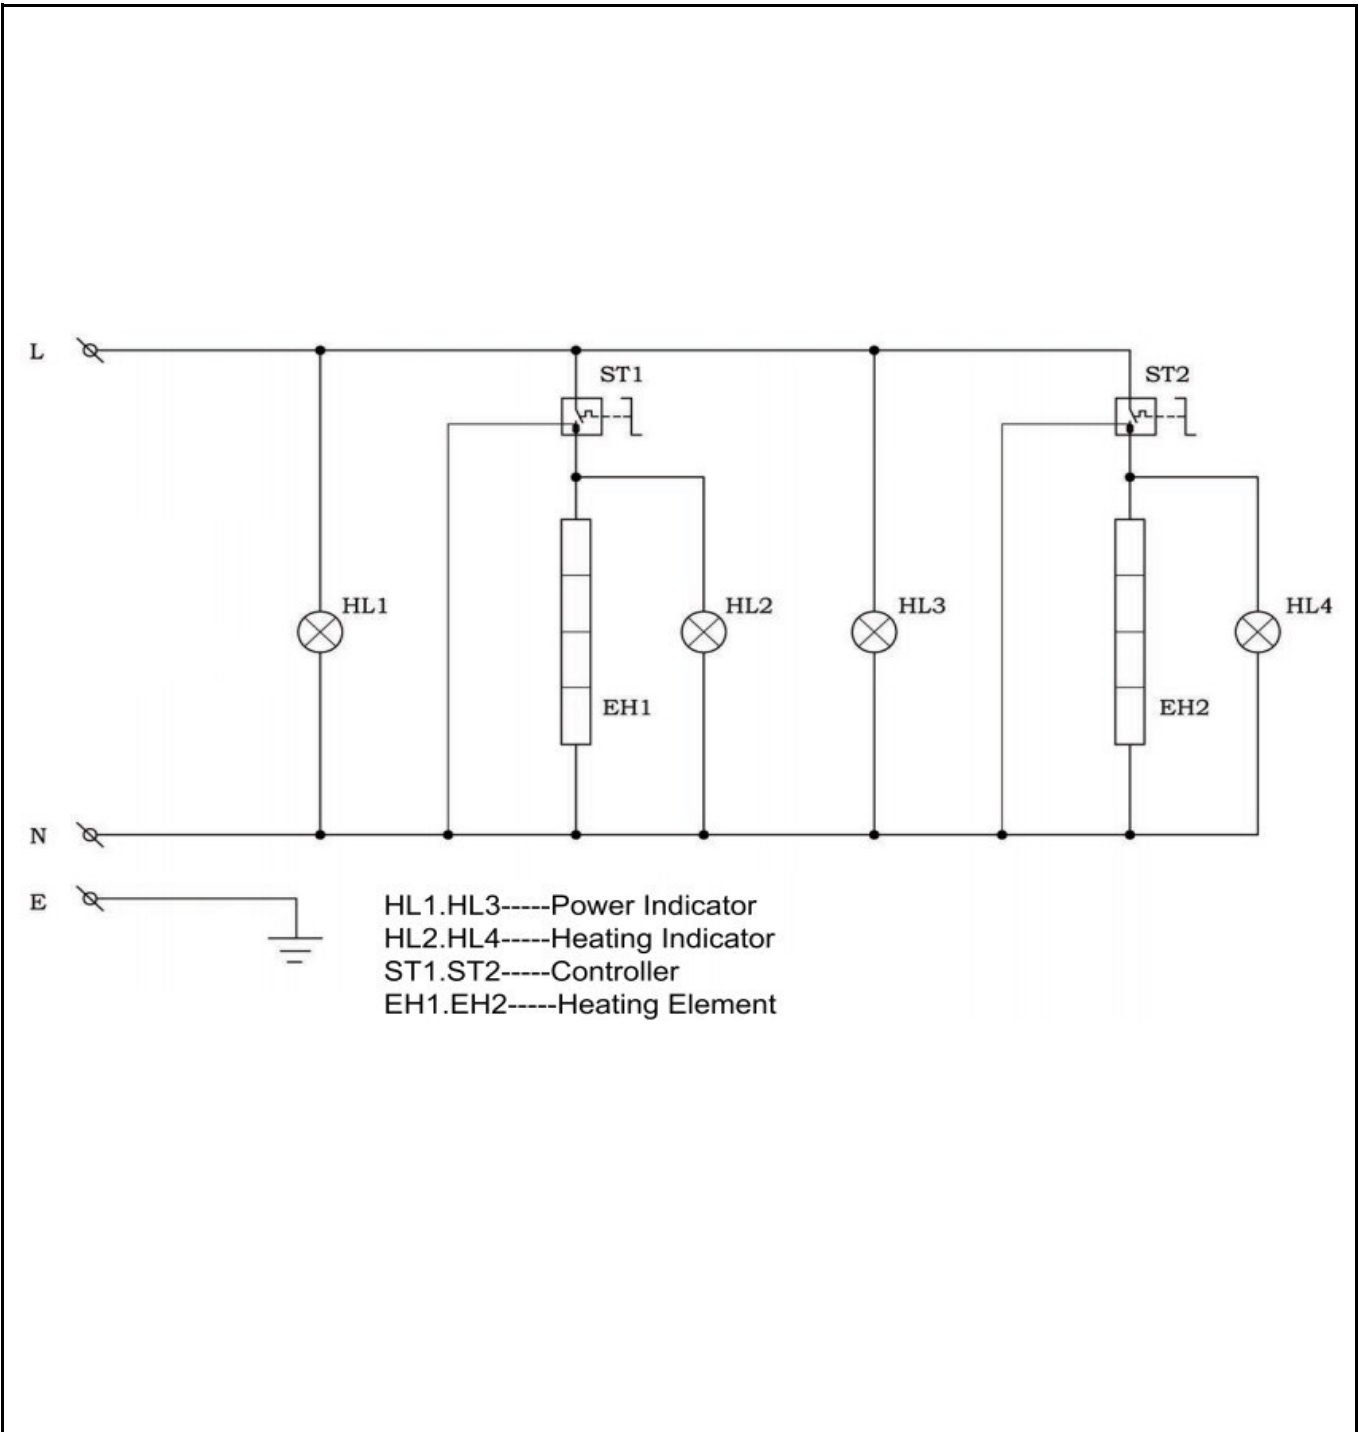 L
ST1
ST2
HL1
HL2
HL3
HL4
EH1
EH2
N
E
HL1.HL3-----Power Indicator
HL2.HL4-----Heating Indicator
ST1.ST2-----Controller
EH1.EH2-----Heating Element